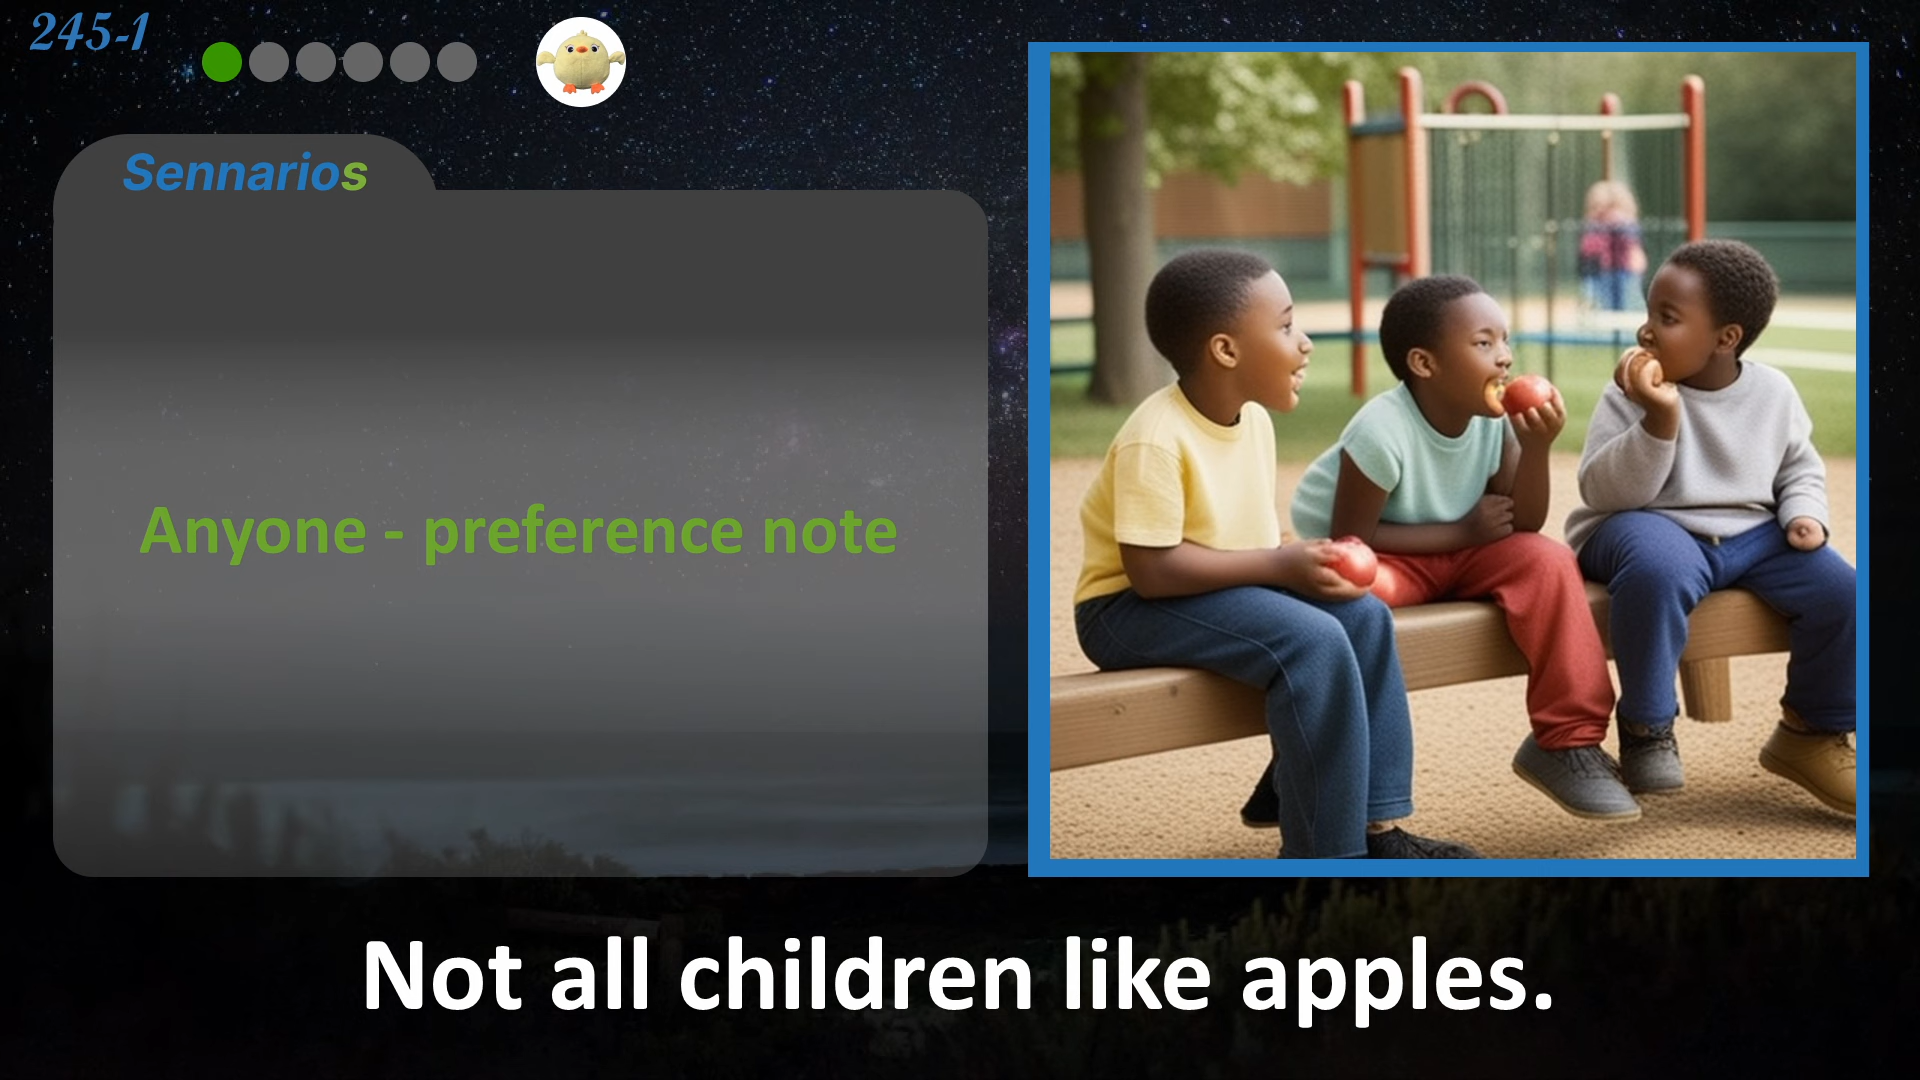 245-1
Sennarios
Anyone - preference note
Not all children like apples.